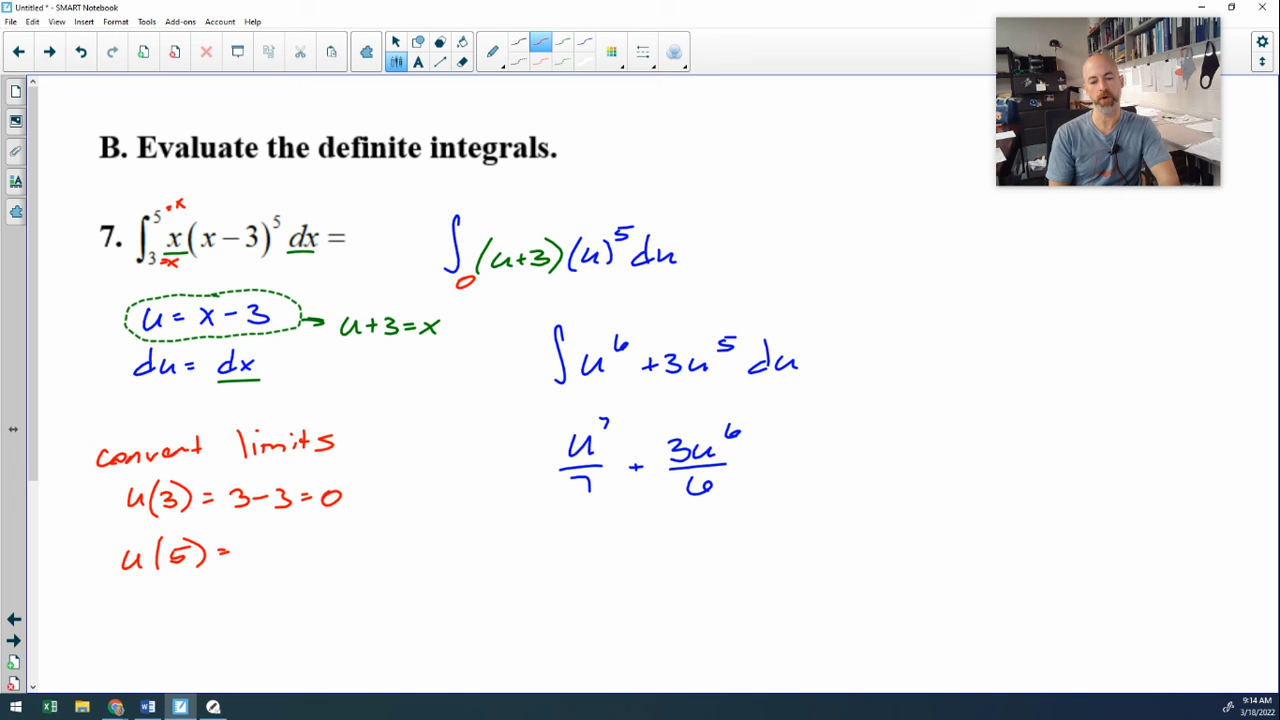 Untitled * - SMART Notebook
File Edit View Insert Format Tools Add-ons Account Help
B. Evaluate the definite integrals.
7. ∫₃⁵ x(x – 3)⁵ dx =
=x
=x
u = x - 3 → u+3=x
du = dx
convert limits
u(3) = 3-3=0
u(5) =
∫₀ (u+3)(u)⁵ du
∫ u⁶ + 3u⁵ du
u⁷/7 + 3u⁶/6
9:14 AM
3/18/2022